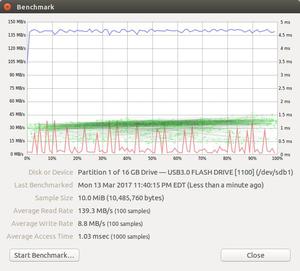 Benchmark
150 MB/s
5 ms
135 MB/s
4.5 ms
120 MB/s
4 ms
105 MB/s
3.5 ms
90 MB/s
3 ms
75 MB/s
2.5 ms
60 MB/s
2 ms
45 MB/s
1.5 ms
30 MB/s
1 ms
15 MB/s
0.5 ms
0 MB/s
0 ms
0% 10% 20% 30% 40% 50% 60% 70% 80% 90% 100%
Disk or Device Partition 1 of 16 GB Drive — USB3.0 FLASH DRIVE [1100] (/dev/sdb1)
Last Benchmarked Mon 13 Mar 2017 11:40:15 PM EDT (Less than a minute ago)
Sample Size 10.0 MiB (10,485,760 bytes)
Average Read Rate 139.3 MB/s (100 samples)
Average Write Rate 8.8 MB/s (100 samples)
Average Access Time 1.03 msec (1000 samples)
Start Benchmark...
Close